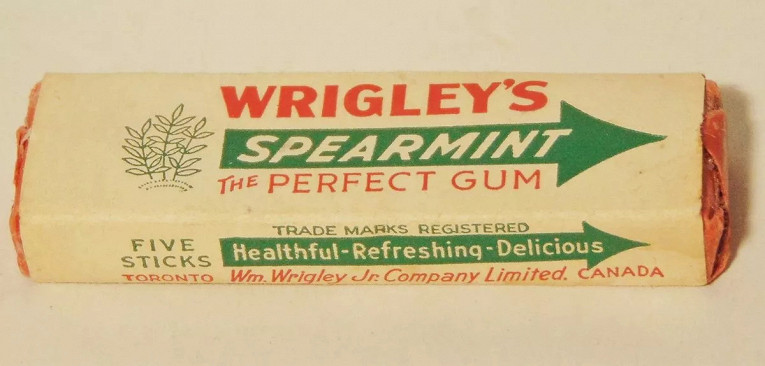 WRIGLEY'S
SPEARMINT
THE PERFECT GUM
TRADE MARKS REGISTERED
FIVE STICKS
Healthful-Refreshing-Delicious
TORONTO Wm. Wrigley Jr. Company Limited. CANADA